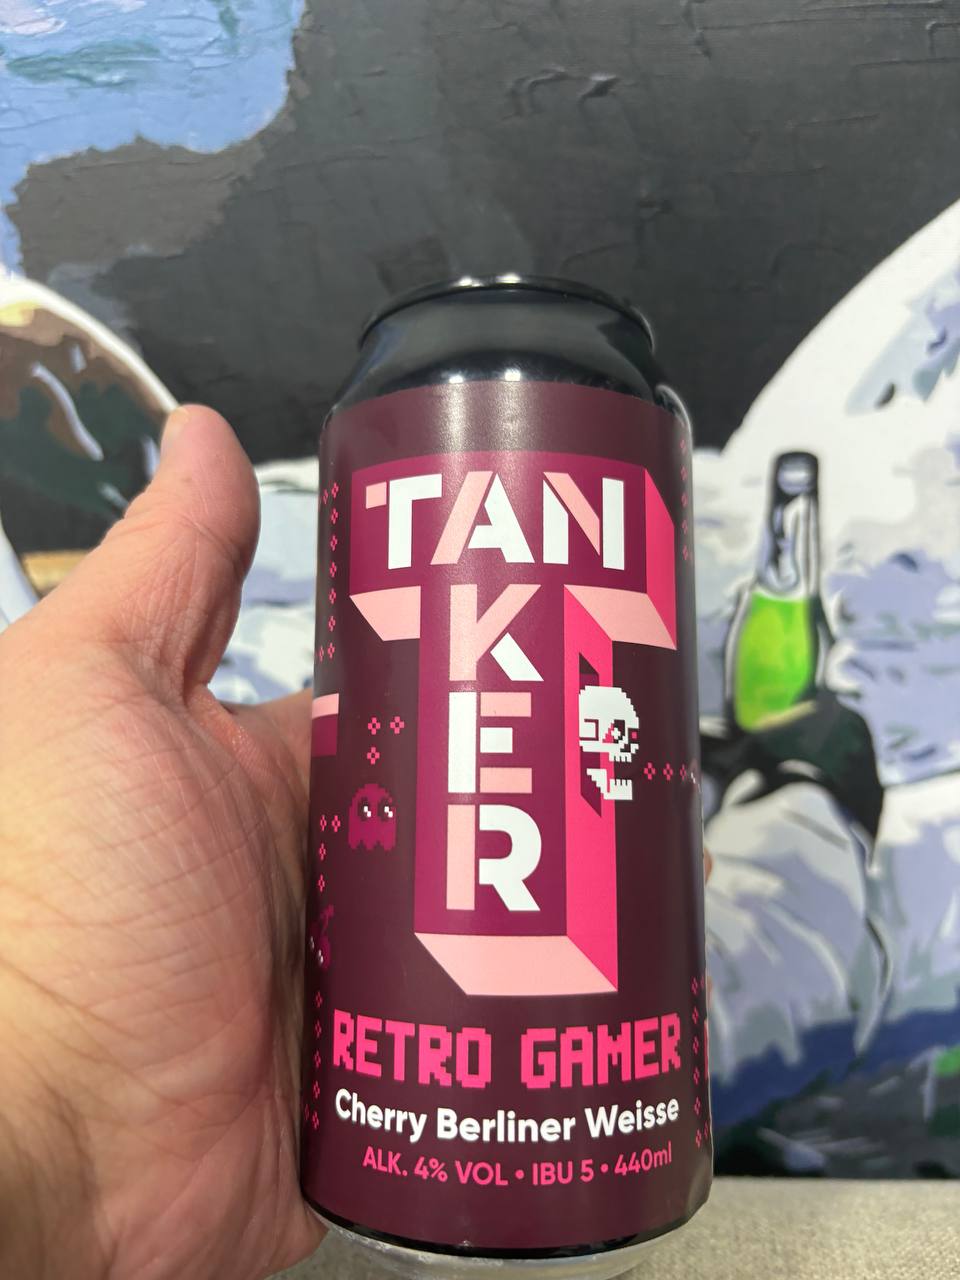 TAN
K
E
R
RETRO GAMER
Cherry Berliner Weisse
ALK. 4% VOL • IBU 5 • 440ml